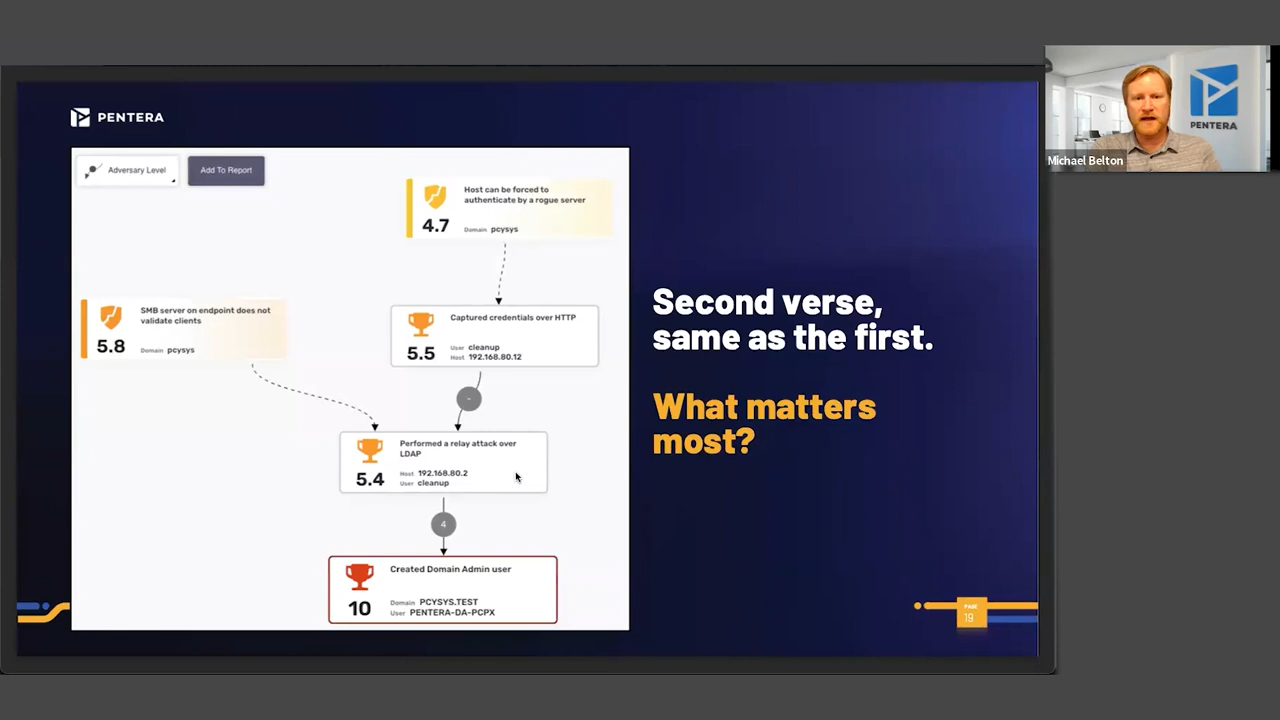 PENTERA
Adversary Level
Add To Report
Host can be forced to
authenticate by a rogue server
4.7
Domain pcysys
SMB server on endpoint does not
validate clients
5.8
Domain pcysys
Captured credentials over HTTP
5.5
User cleanup
Host 192.168.80.12
-
Performed a relay attack over
LDAP
5.4
Host 192.168.80.2
User cleanup
4
Created Domain Admin user
10
Domain PCYSYS.TEST
User PENTERA-DA-PCPX
Second verse,
same as the first.
What matters
most?
PAGE
19
PENTERA
Michael Belton